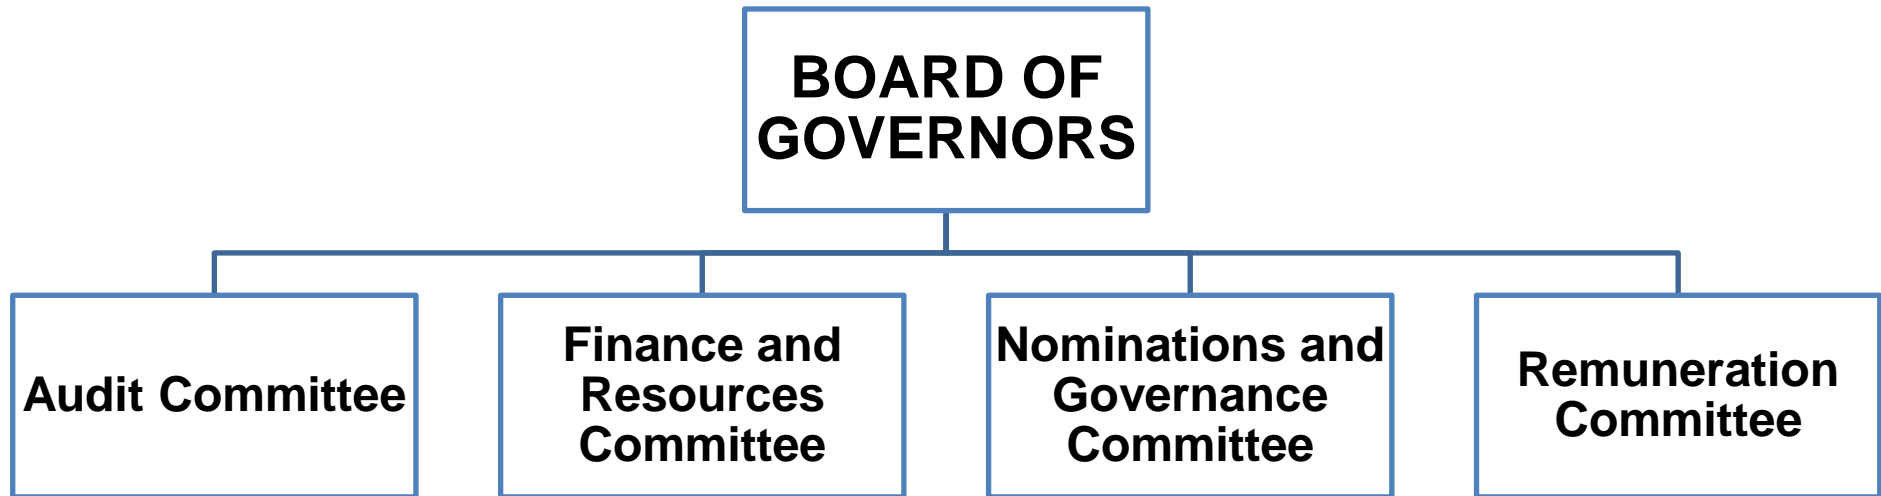 BOARD OF
GOVERNORS
Audit Committee
Finance and
Resources
Committee
Nominations and
Governance
Committee
Remuneration
Committee